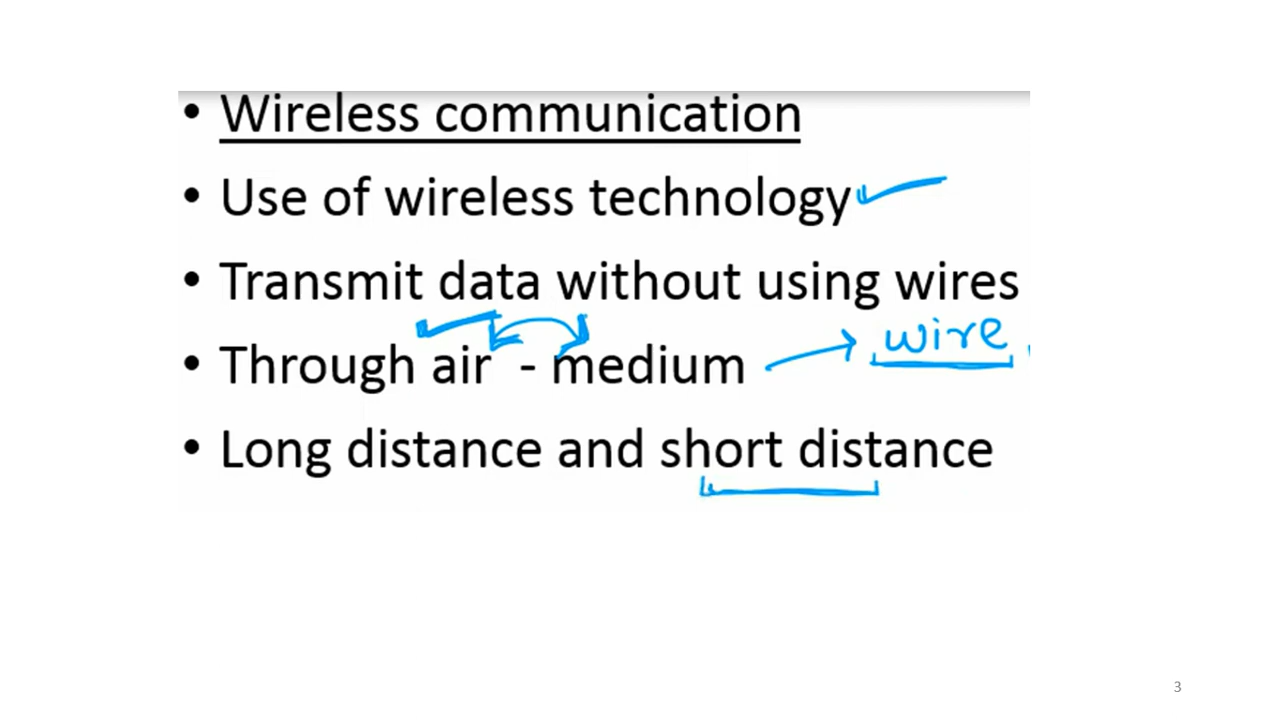 • Wireless communication
• Use of wireless technology
• Transmit data without using wires
• Through air - medium → wire
• Long distance and short distance
3